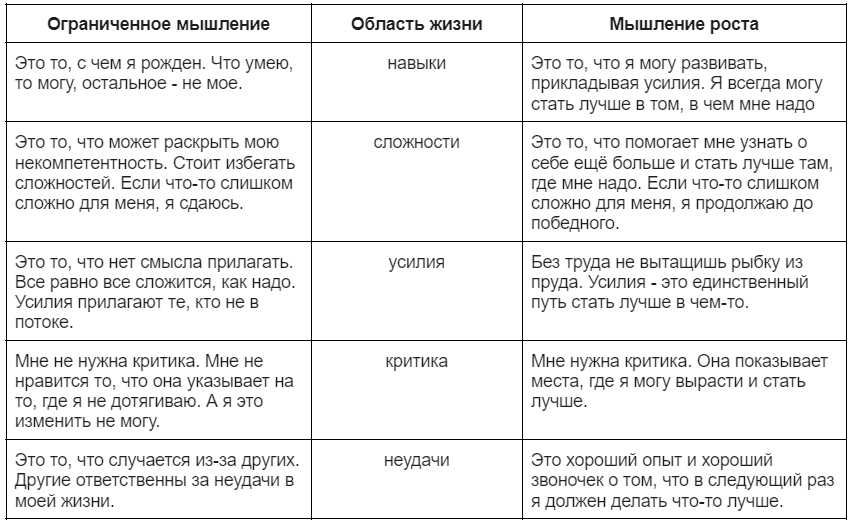 Ограниченное мышление
Область жизни
Мышление роста
Это то, с чем я рожден. Что умею,
то могу, остальное - не мое.
навыки
Это то, что я могу развивать,
прикладывая усилия. Я всегда могу
стать лучше в том, в чем мне надо
Это то, что может раскрыть мою
некомпетентность. Стоит избегать
сложностей. Если что-то слишком
сложно для меня, я сдаюсь.
сложности
Это то, что помогает мне узнать о
себе ещё больше и стать лучше там,
где мне надо. Если что-то слишком
сложно для меня, я продолжаю до
победного.
Это то, что нет смысла прилагать.
Все равно все сложится, как надо.
Усилия прилагают те, кто не в
потоке.
усилия
Без труда не вытащишь рыбку из
пруда. Усилия - это единственный
путь стать лучше в чем-то.
Мне не нужна критика. Мне не
нравится то, что она указывает на
то, где я не дотягиваю. А я это
изменить не могу.
критика
Мне нужна критика. Она показывает
места, где я могу вырасти и стать
лучше.
Это то, что случается из-за других.
Другие ответственны за неудачи в
моей жизни.
неудачи
Это хороший опыт и хороший
звоночек о том, что в следующий раз
я должен делать что-то лучше.